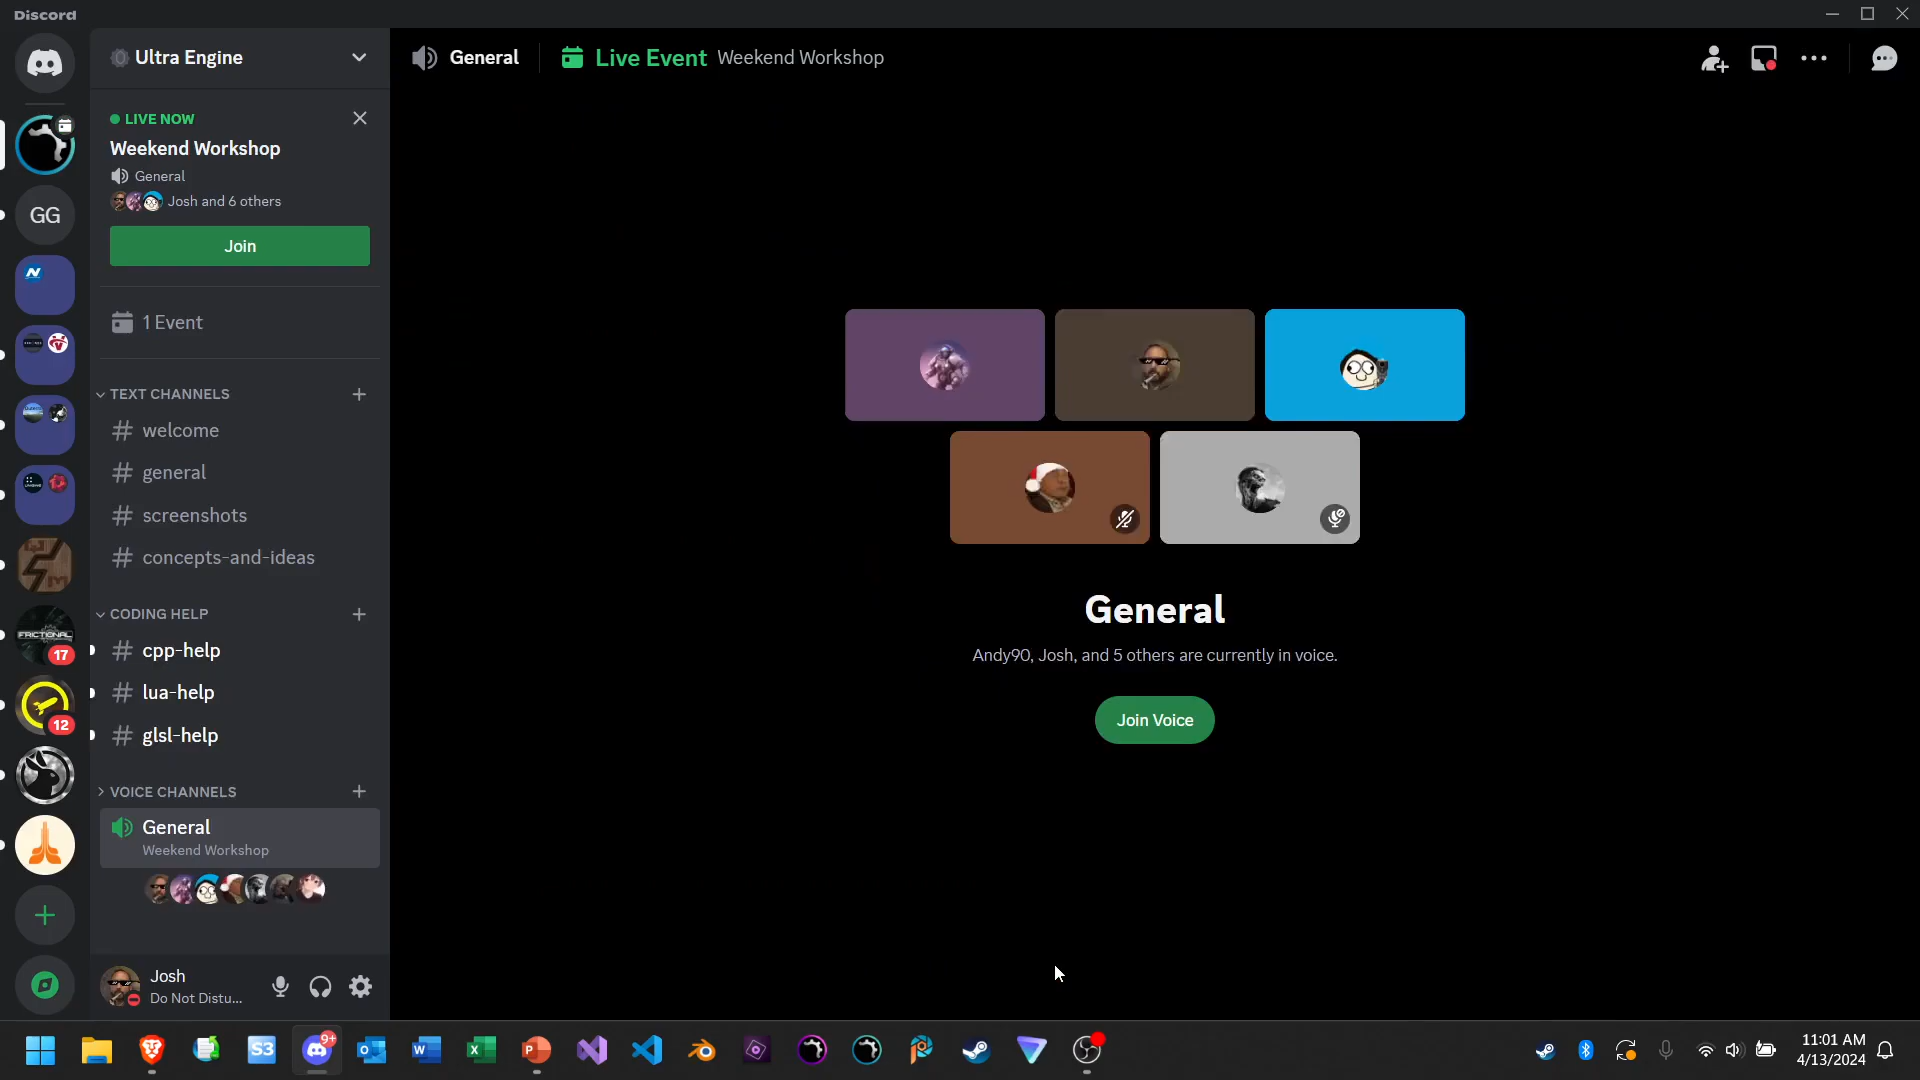 Discord
Ultra Engine
General
Live Event
Weekend Workshop
LIVE NOW
Weekend Workshop
General
Josh and 6 others
Join
1 Event
TEXT CHANNELS
welcome
general
screenshots
concepts-and-ideas
CODING HELP
cpp-help
lua-help
glsl-help
VOICE CHANNELS
General
Weekend Workshop
Josh
Do Not Distu...
GG
FRICTIONAL
17
12
General
Andy90, Josh, and 5 others are currently in voice.
Join Voice
S3
9+
11:01 AM
4/13/2024